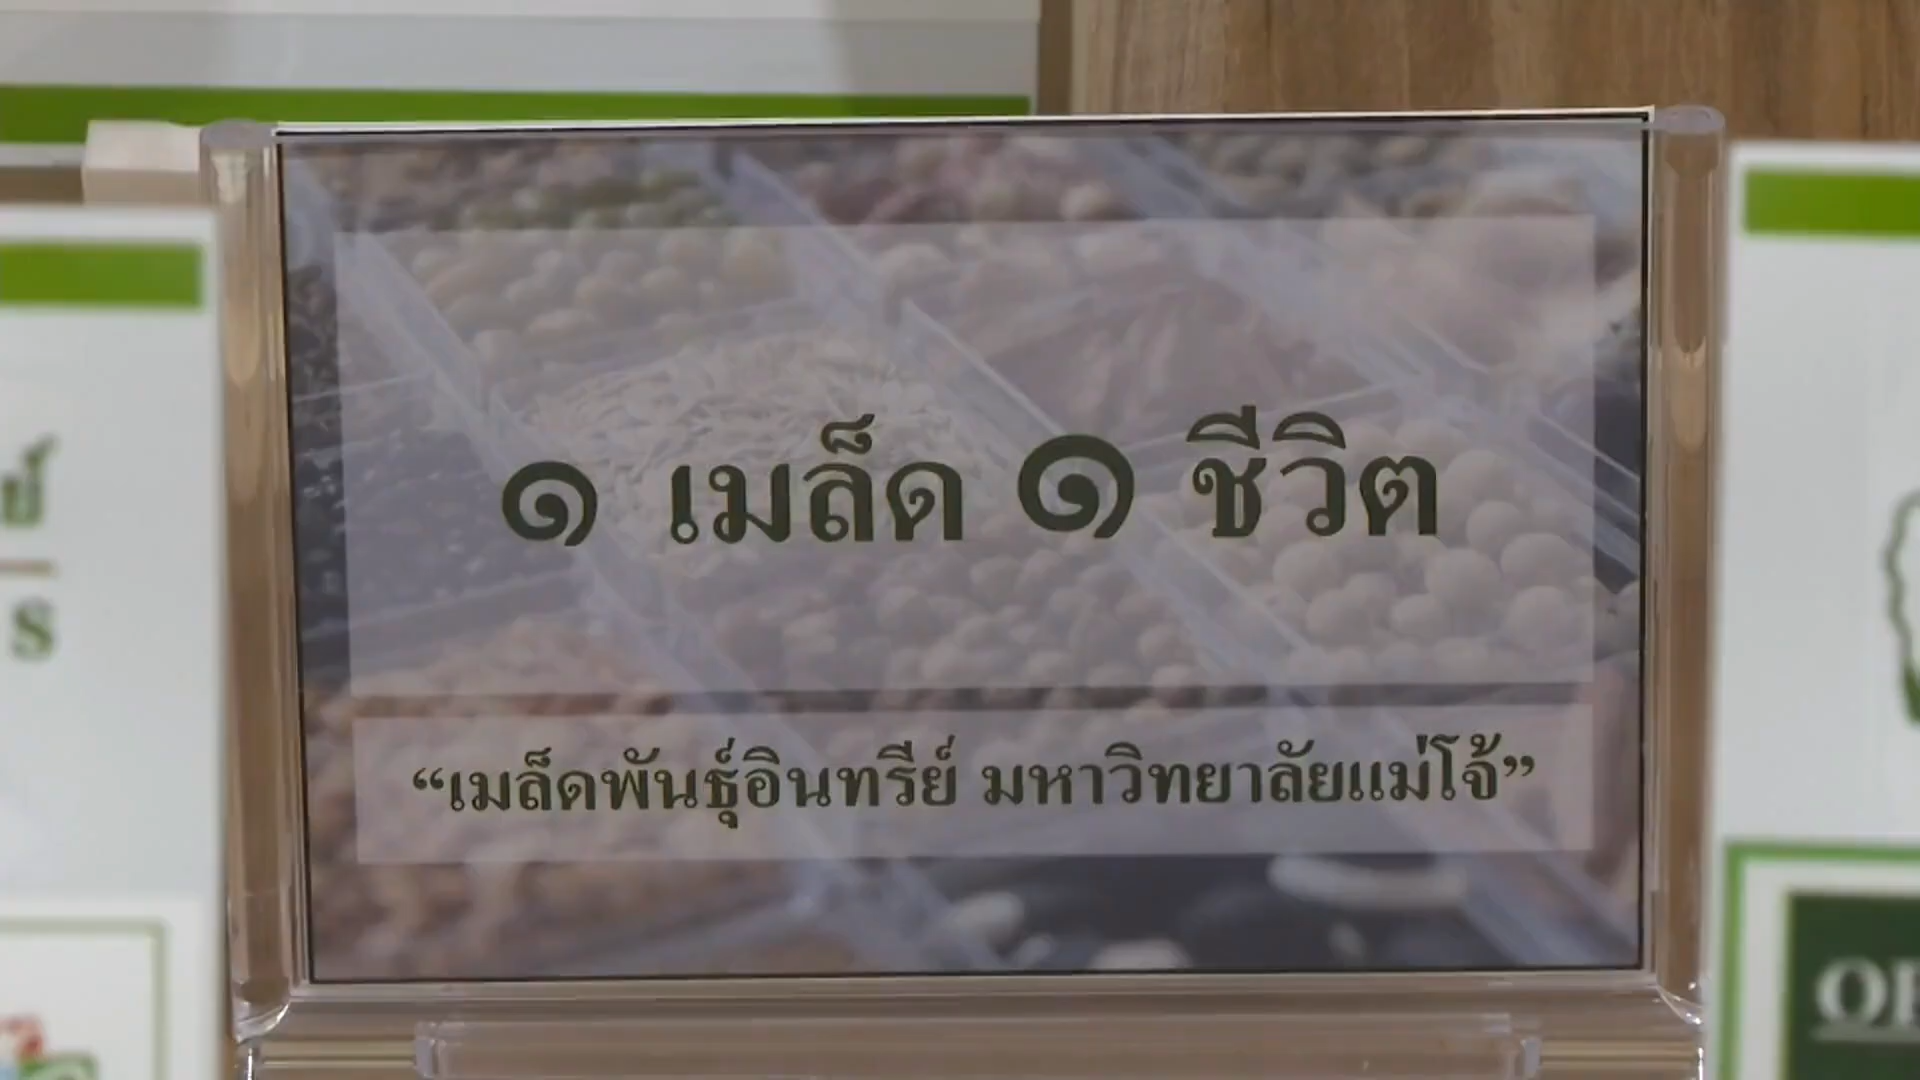 ๑ เมล็ด ๑ ชีวิต
“เมล็ดพันธุ์อินทรีย์ มหาวิทยาลัยแม่โจ้”